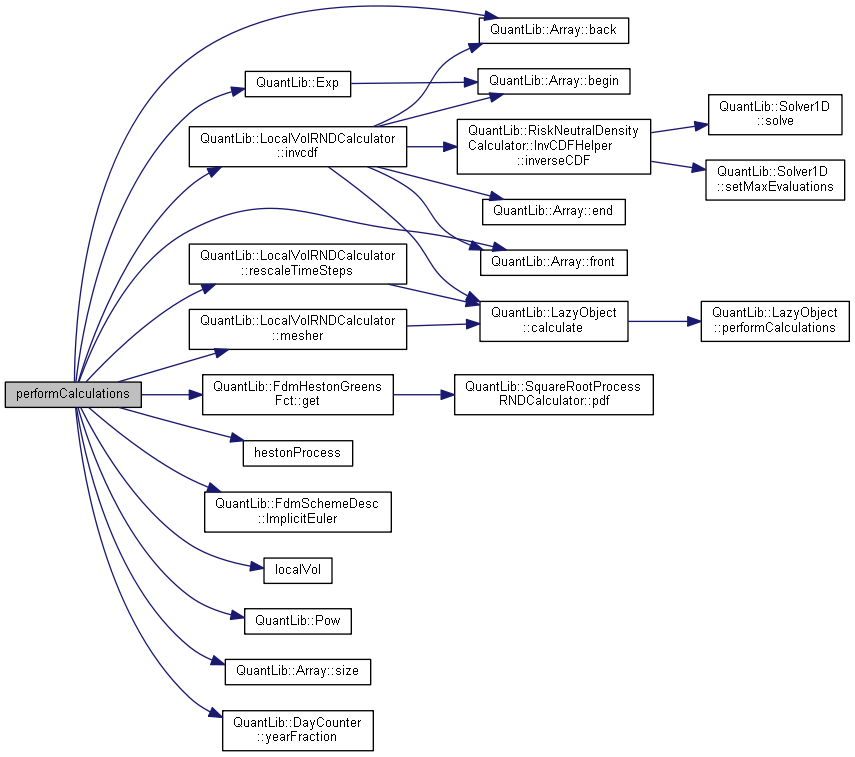 performCalculations
QuantLib::Array::back
QuantLib::Exp
QuantLib::Array::begin
QuantLib::LocalVolRNDCalculator
::invcdf
QuantLib::RiskNeutralDensity
Calculator::InvCDFHelper
::inverseCDF
QuantLib::Solver1D
::solve
QuantLib::Solver1D
::setMaxEvaluations
QuantLib::Array::end
QuantLib::Array::front
QuantLib::LocalVolRNDCalculator
::rescaleTimeSteps
QuantLib::LocalVolRNDCalculator
::mesher
QuantLib::LazyObject
::calculate
QuantLib::LazyObject
::performCalculations
QuantLib::FdmHestonGreens
Fct::get
QuantLib::SquareRootProcess
RNDCalculator::pdf
hestonProcess
QuantLib::FdmSchemeDesc
::ImplicitEuler
localVol
QuantLib::Pow
QuantLib::Array::size
QuantLib::DayCounter
::yearFraction